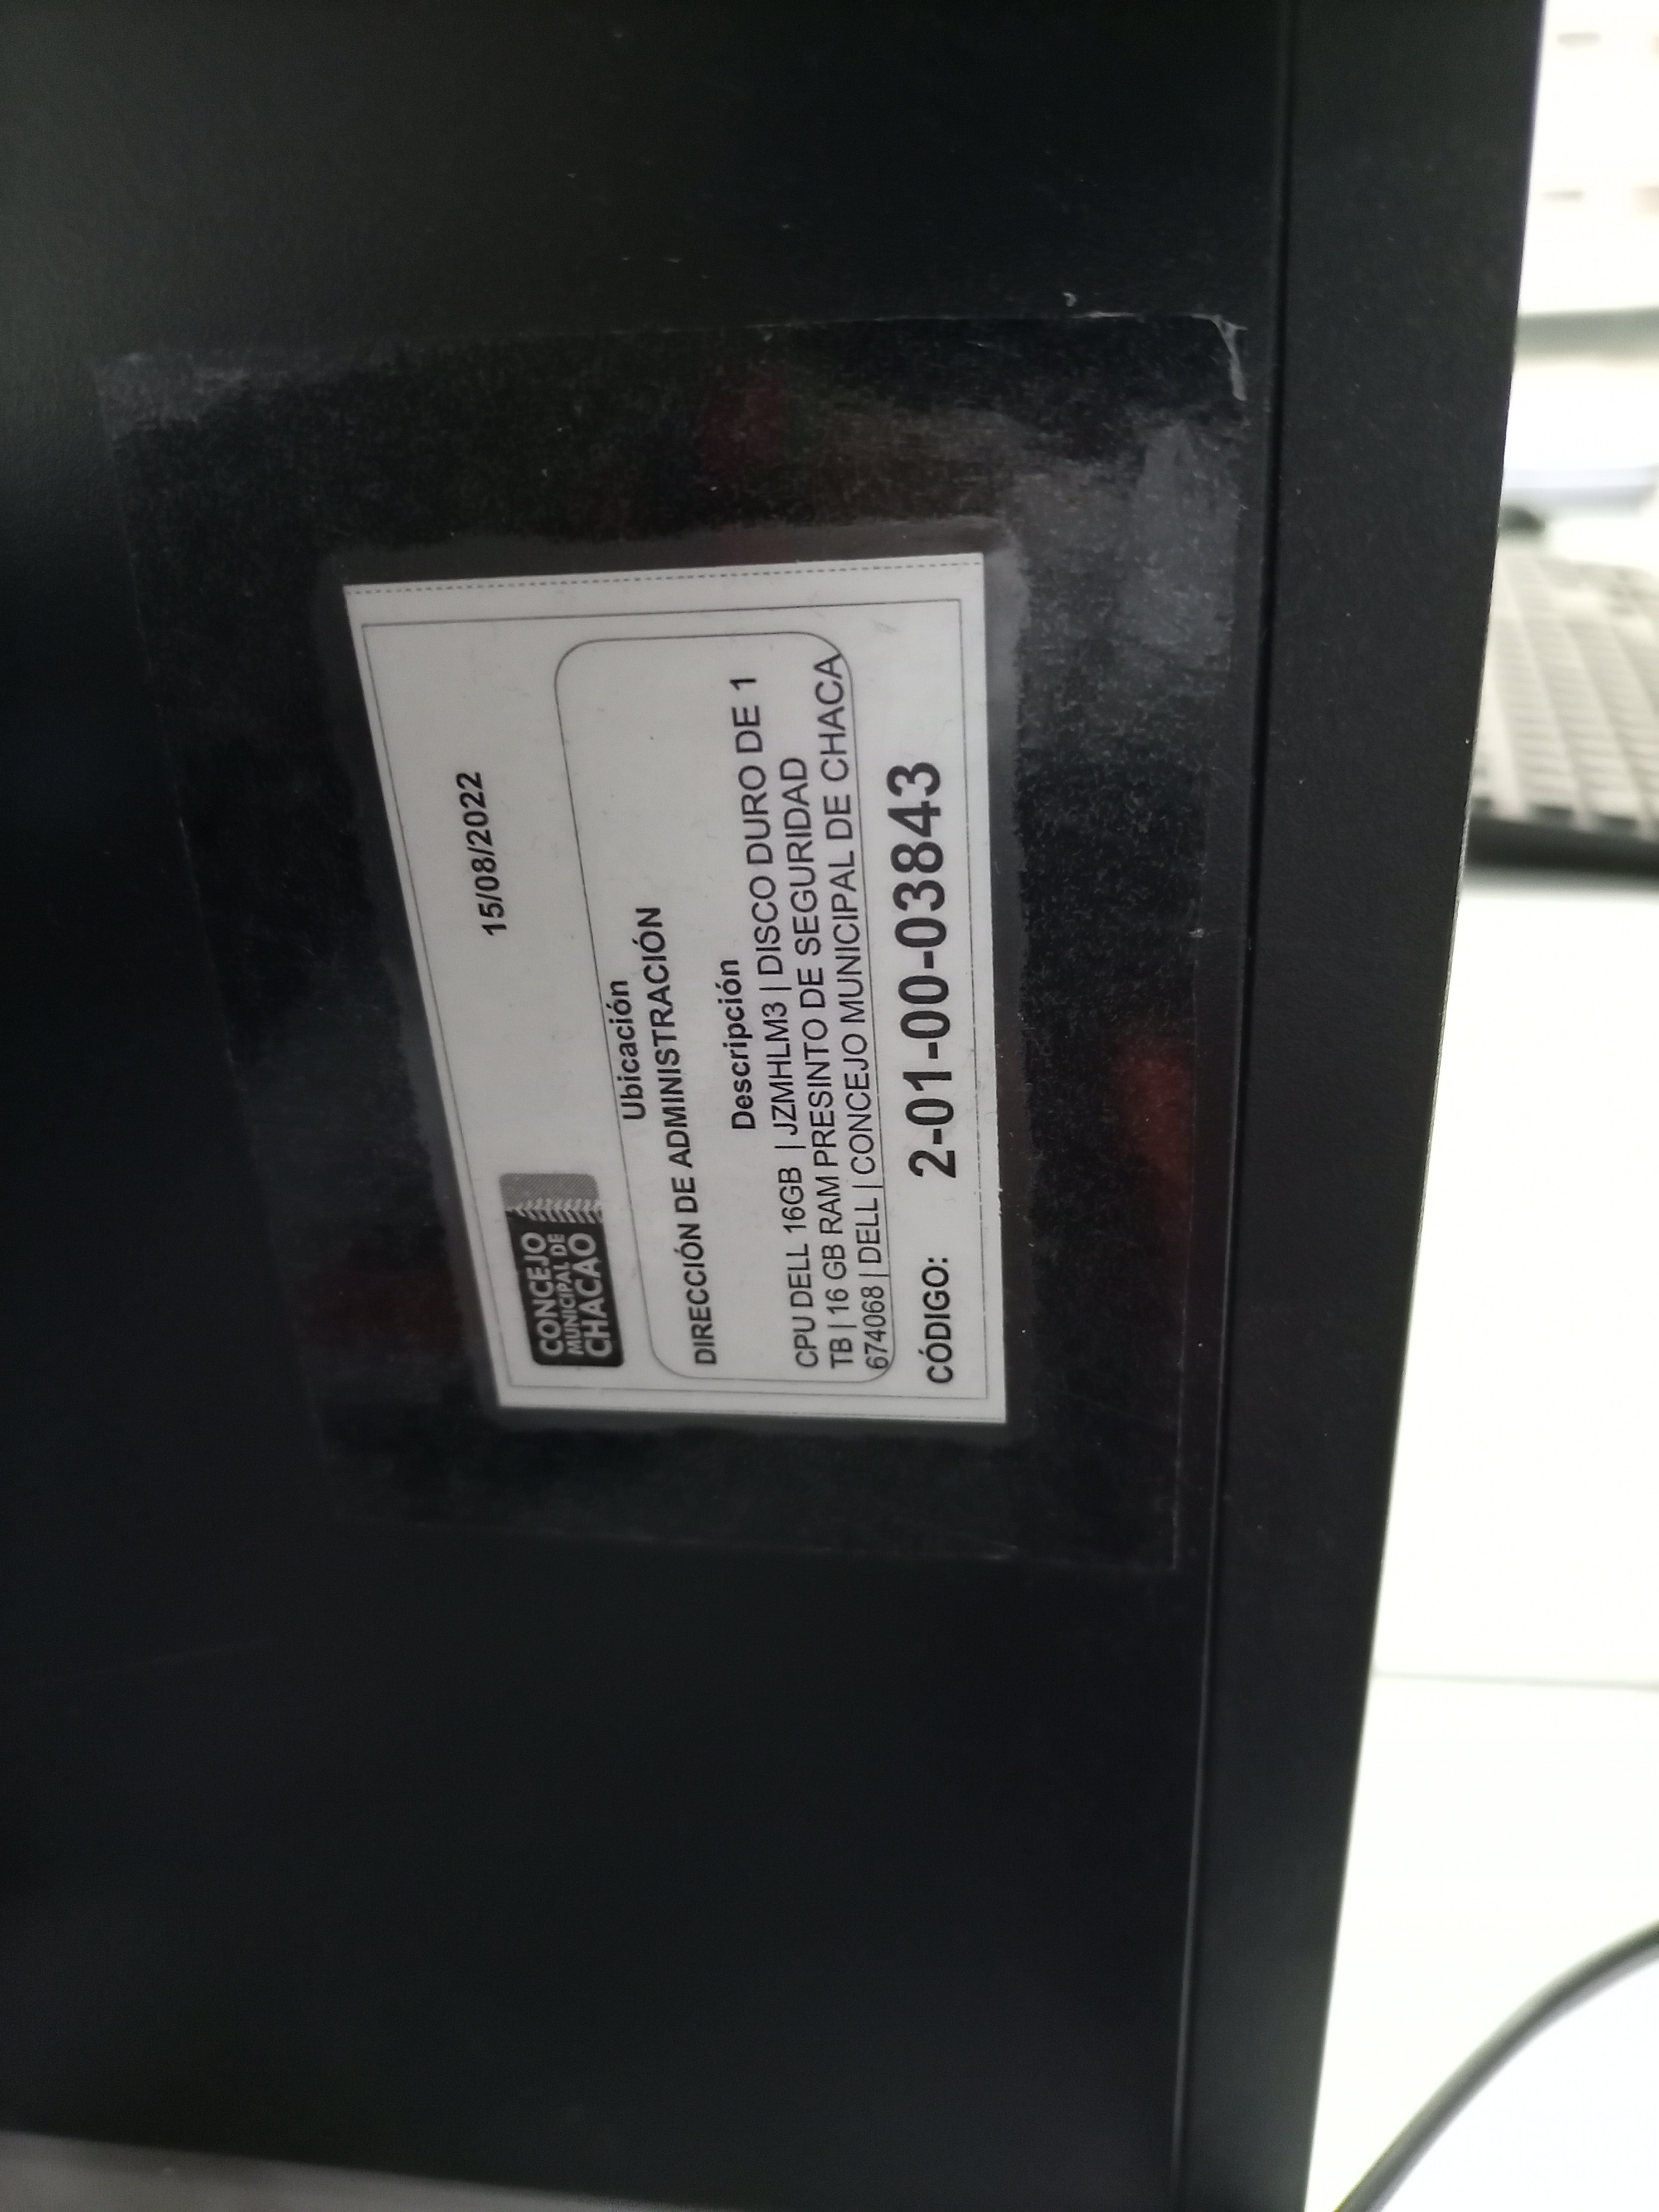 CONCEJO
MUNICIPAL DE
CHACAO
15/08/2022
Ubicación
DIRECCIÓN DE ADMINISTRACIÓN
Descripción
CPU DELL 16GB | JZMHLM3 | DISCO DURO DE 1
TB | 16 GB RAM PRESINTO DE SEGURIDAD
674068 | DELL | CONCEJO MUNICIPAL DE CHACA
CÓDIGO: 2-01-00-03843